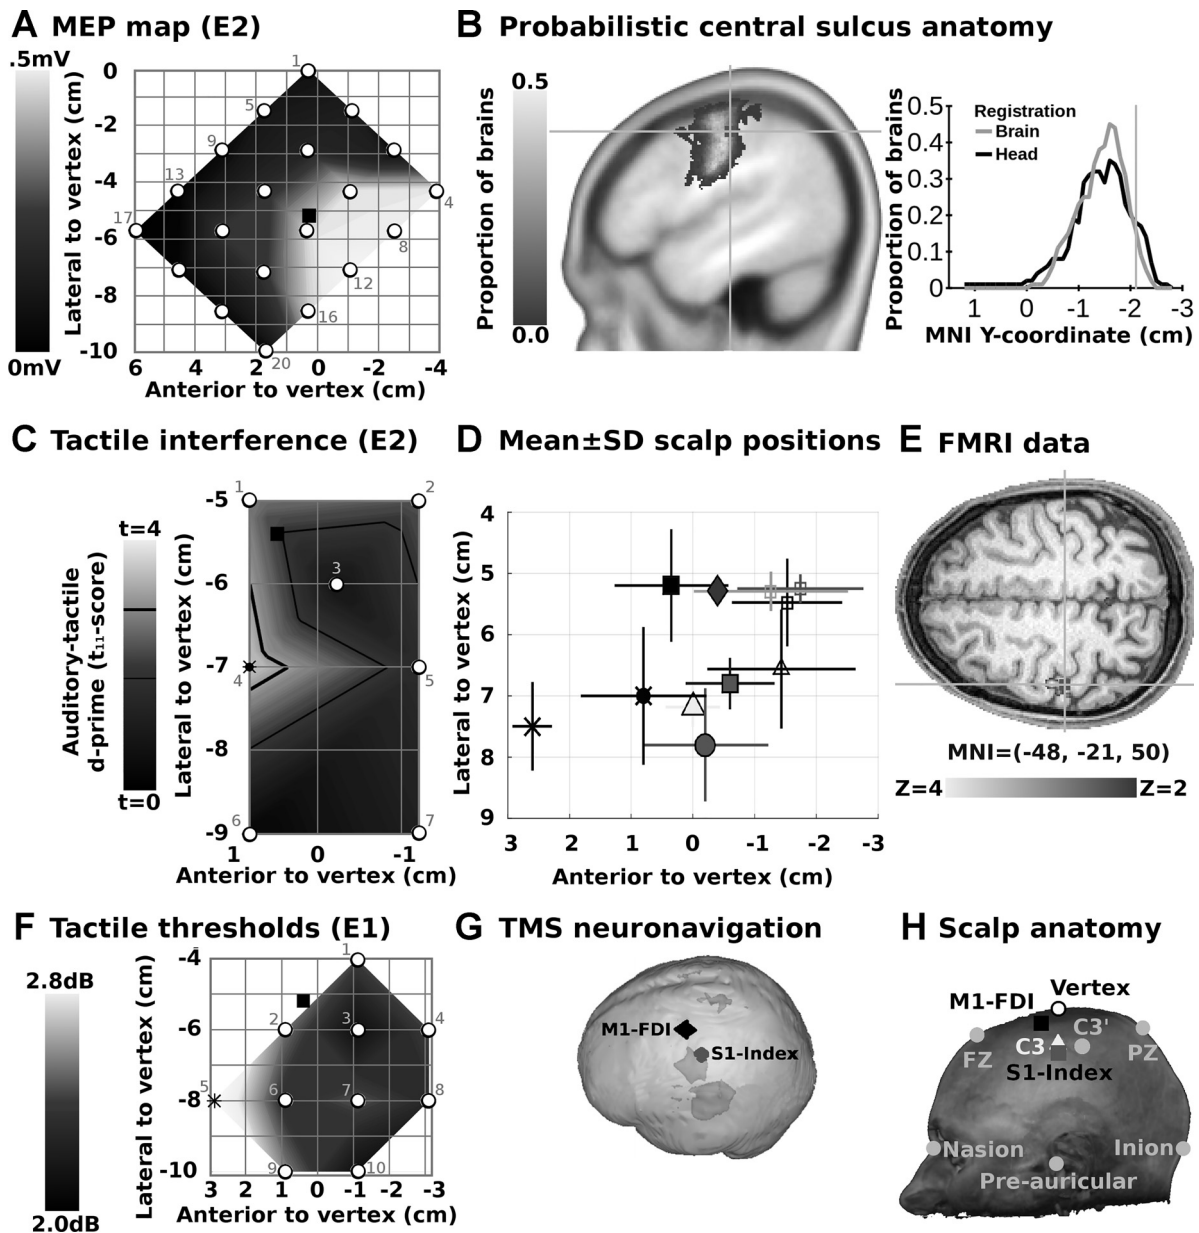 A MEP map (E2)
.5mV
0mV
Lateral to vertex (cm)
0
-2
-4
-6
-8
-10
1
5
9
13
17
4
8
12
16
20
6 4 2 0 -2 -4
Anterior to vertex (cm)
B Probabilistic central sulcus anatomy
0.5
0.0
Proportion of brains
Proportion of brains
0.5
0.4
0.3
0.2
0.1
0
Registration
Brain
Head
1 0 -1 -2 -3
MNI Y-coordinate (cm)
C Tactile interference (E2)
t=4
t=0
Auditory-tactile
d-prime (t₁₁-score)
Lateral to vertex (cm)
-5
-6
-7
-8
-9
1
2
3
4
5
6
7
1 0 -1
Anterior to vertex (cm)
D Mean±SD scalp positions
Lateral to vertex (cm)
4
5
6
7
8
9
3 2 1 0 -1 -2 -3
Anterior to vertex (cm)
E FMRI data
MNI=(-48, -21, 50)
Z=4 Z=2
F Tactile thresholds (E1)
2.8dB
2.0dB
Lateral to vertex (cm)
-4
-6
-8
-10
1
2
3
4
5
6
7
8
9
10
3 2 1 0 -1 -2 -3
Anterior to vertex (cm)
G TMS neuronavigation
M1-FDI
S1-Index
H Scalp anatomy
Vertex
M1-FDI
C3'
FZ
C3
PZ
S1-Index
Nasion
Inion
Pre-auricular